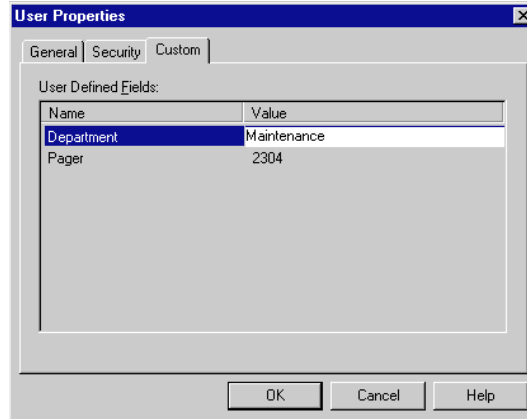 User Properties
General Security Custom
User Defined Fields:
Name Value
Department Maintenance
Pager 2304
OK Cancel Help